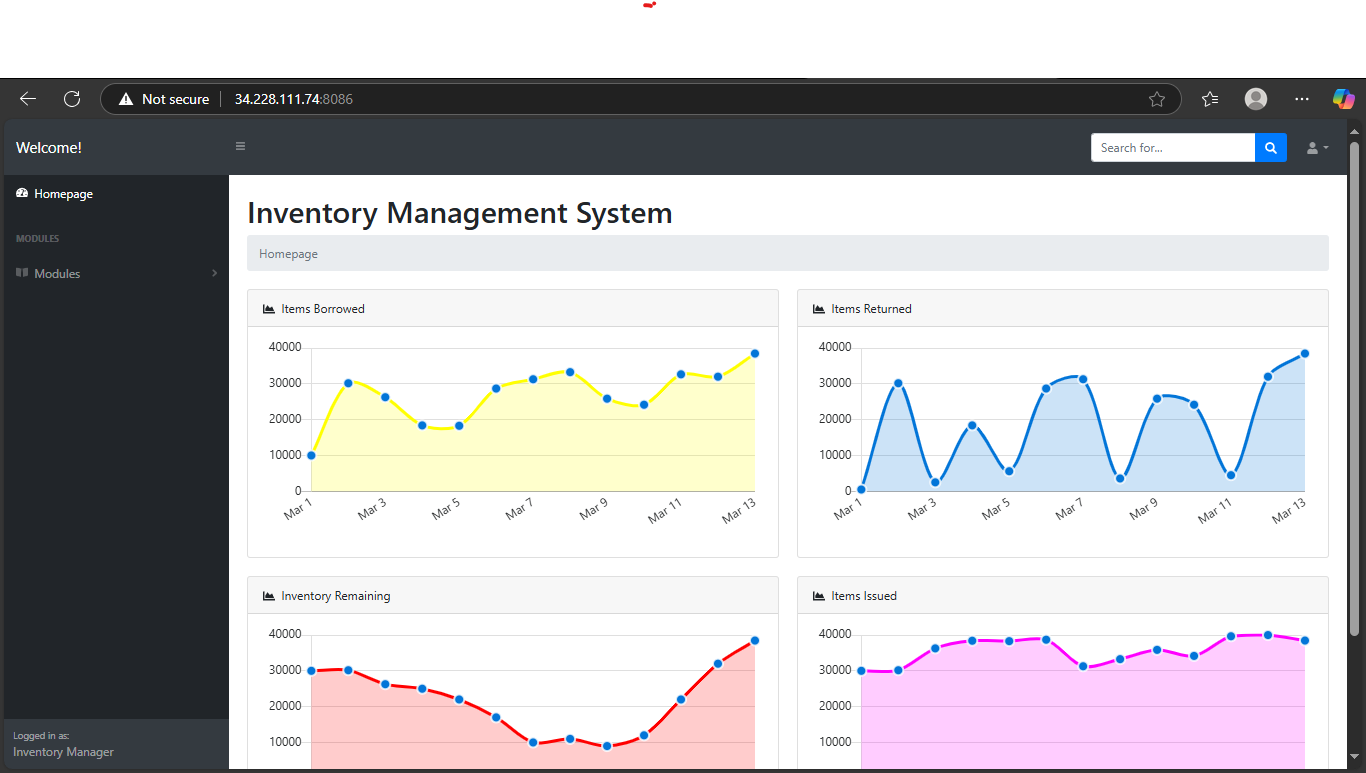 Not secure 34.228.111.74:8086
Welcome!
Search for...
Homepage
MODULES
Modules
Inventory Management System
Homepage
Items Borrowed
40000
30000
20000
10000
0
Mar 1 Mar 3 Mar 5 Mar 7 Mar 9 Mar 11 Mar 13
Items Returned
40000
30000
20000
10000
0
Mar 1 Mar 3 Mar 5 Mar 7 Mar 9 Mar 11 Mar 13
Inventory Remaining
40000
30000
20000
10000
Items Issued
40000
30000
20000
10000
Logged in as:
Inventory Manager